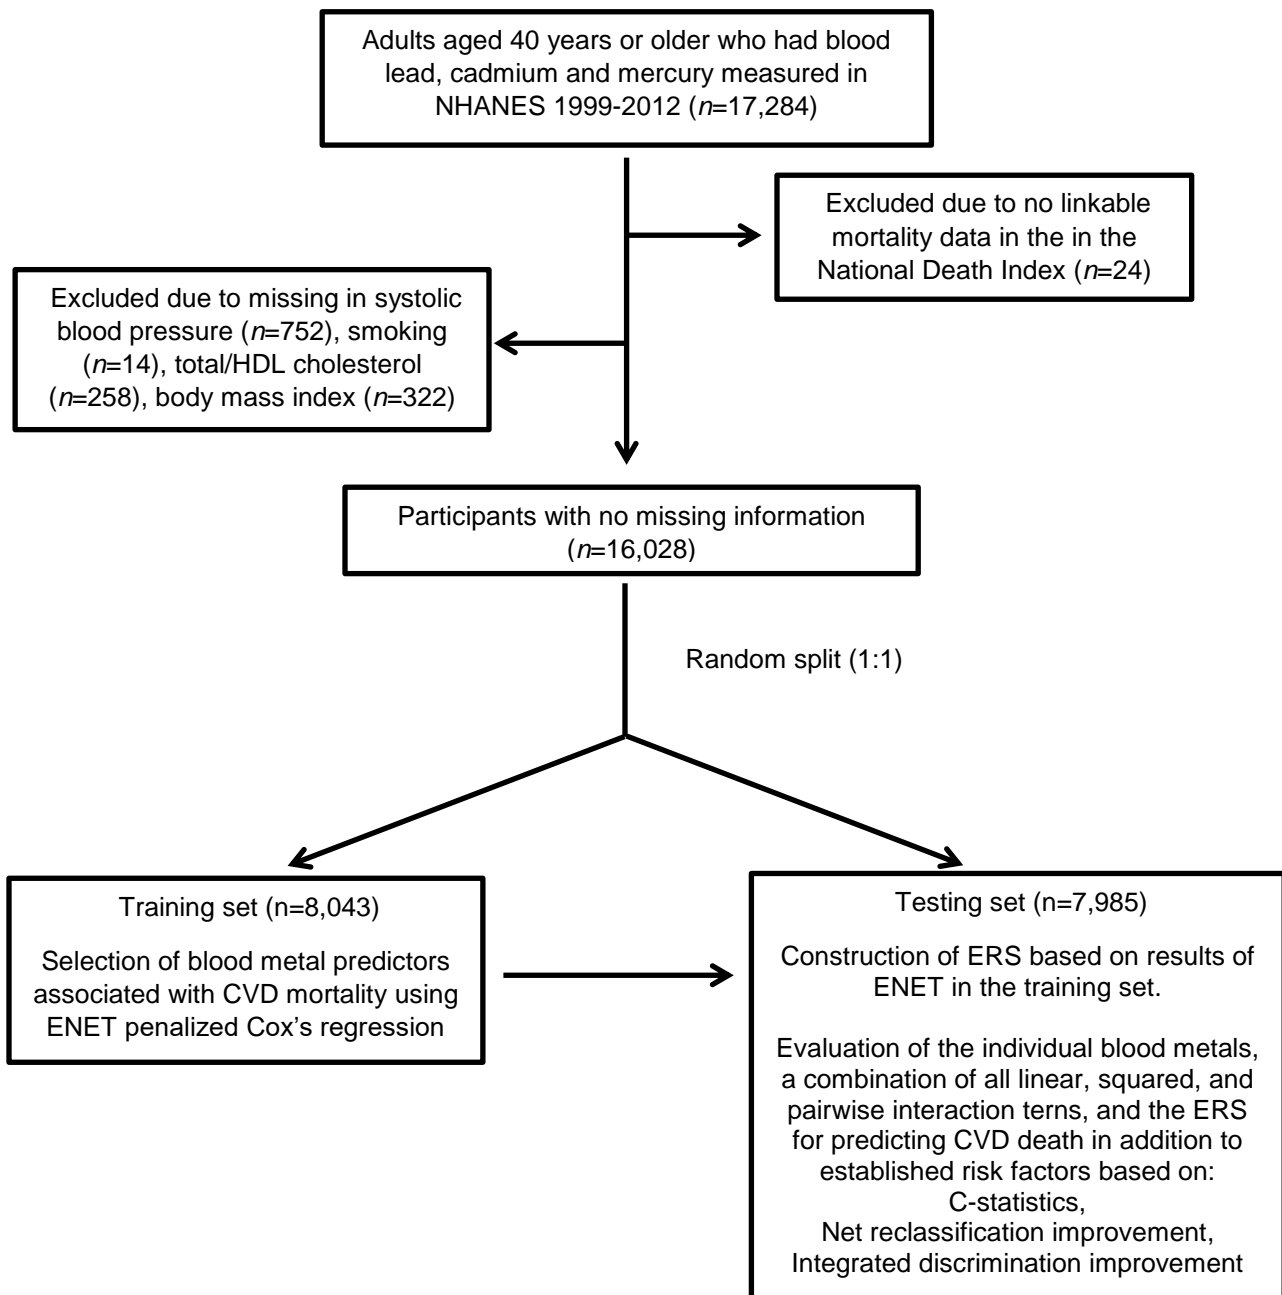 Adults aged 40 years or older who had blood
lead, cadmium and mercury measured in
NHANES 1999-2012 (n=17,284)
Excluded due to no linkable
mortality data in the in the
National Death Index (n=24)
Excluded due to missing in systolic
blood pressure (n=752), smoking
(n=14), total/HDL cholesterol
(n=258), body mass index (n=322)
Participants with no missing information
(n=16,028)
Random split (1:1)
Training set (n=8,043)
Selection of blood metal predictors
associated with CVD mortality using
ENET penalized Cox’s regression
Testing set (n=7,985)
Construction of ERS based on results of
ENET in the training set.
Evaluation of the individual blood metals,
a combination of all linear, squared, and
pairwise interaction terns, and the ERS
for predicting CVD death in addition to
established risk factors based on:
C-statistics,
Net reclassification improvement,
Integrated discrimination improvement